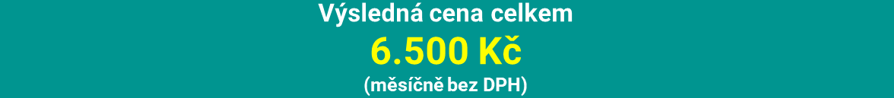 Výsledná cena celkem
6.500 Kč
(měsíčně bez DPH)